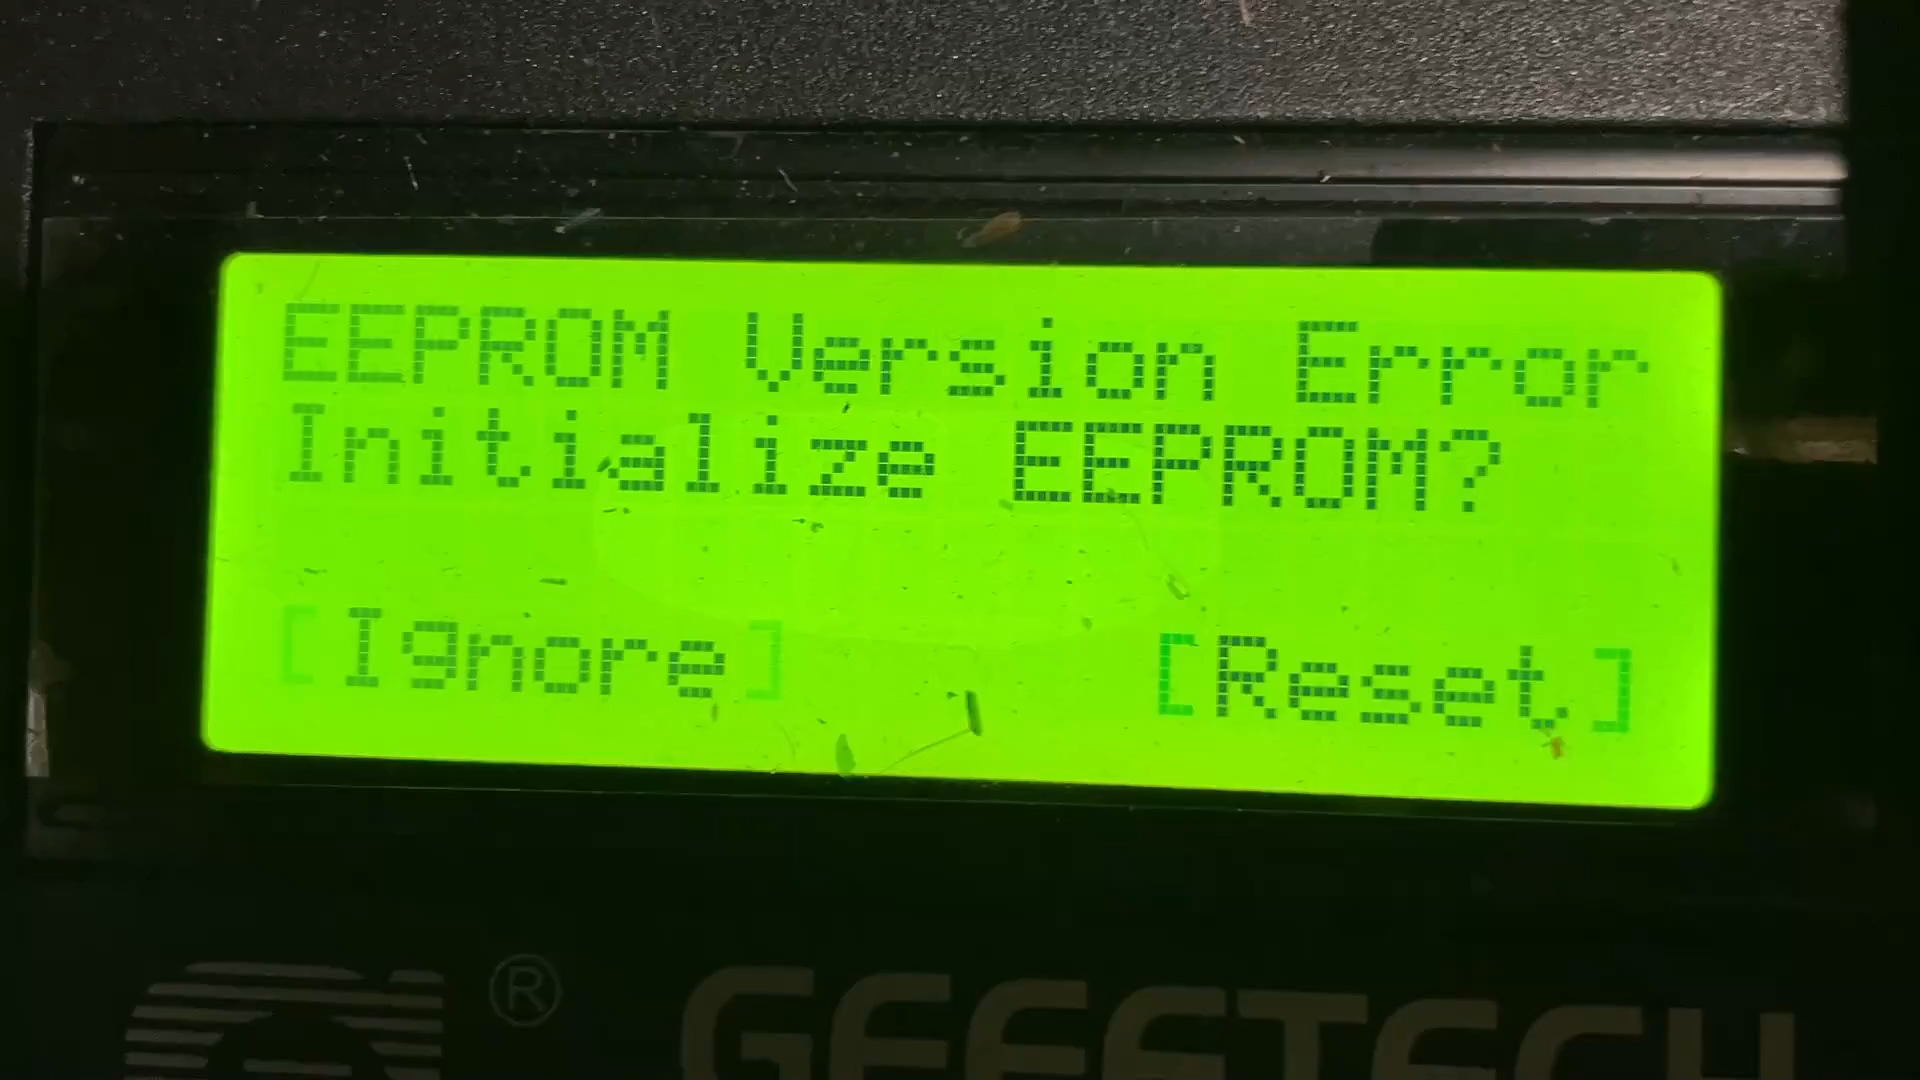 EEPROM Version Error
Initialize EEPROM?
[Ignore] [Reset]
®
GEEETECH